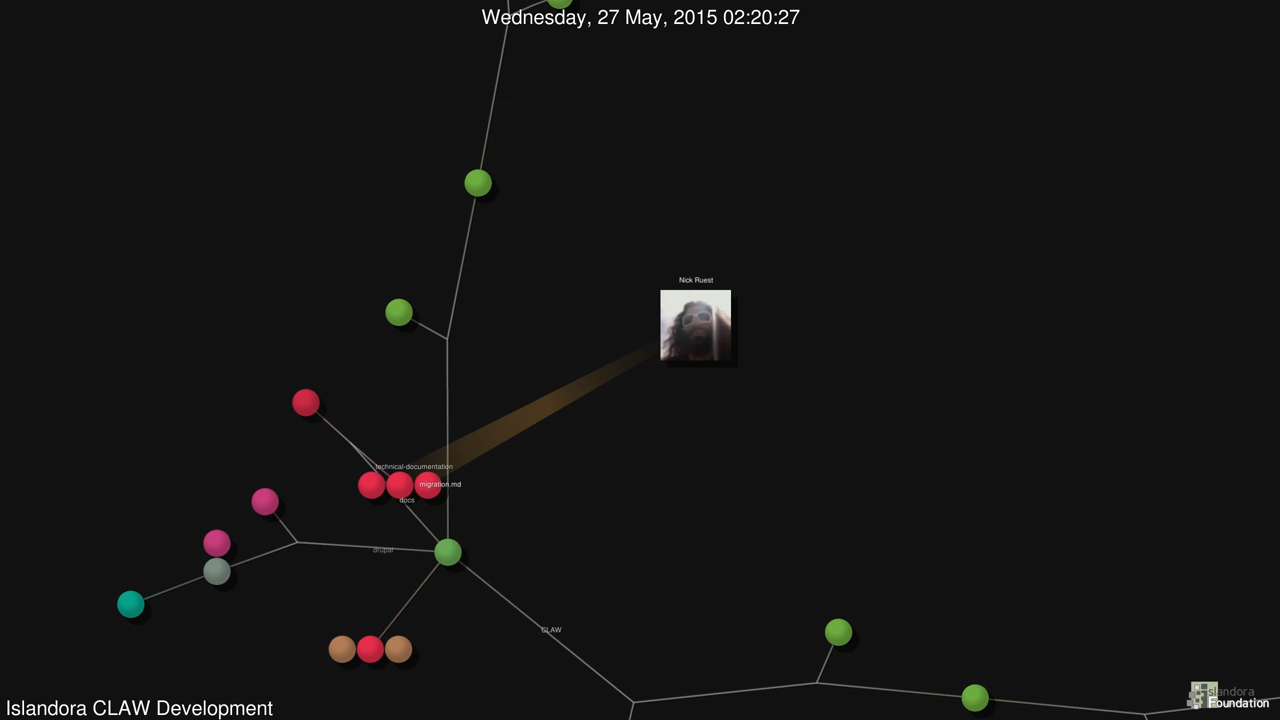 Wednesday, 27 May, 2015 02:20:27
Nick Ruest
technical-documentation
migration.md
docs
drupal
CLAW
Islandora
Foundation
Islandora CLAW Development